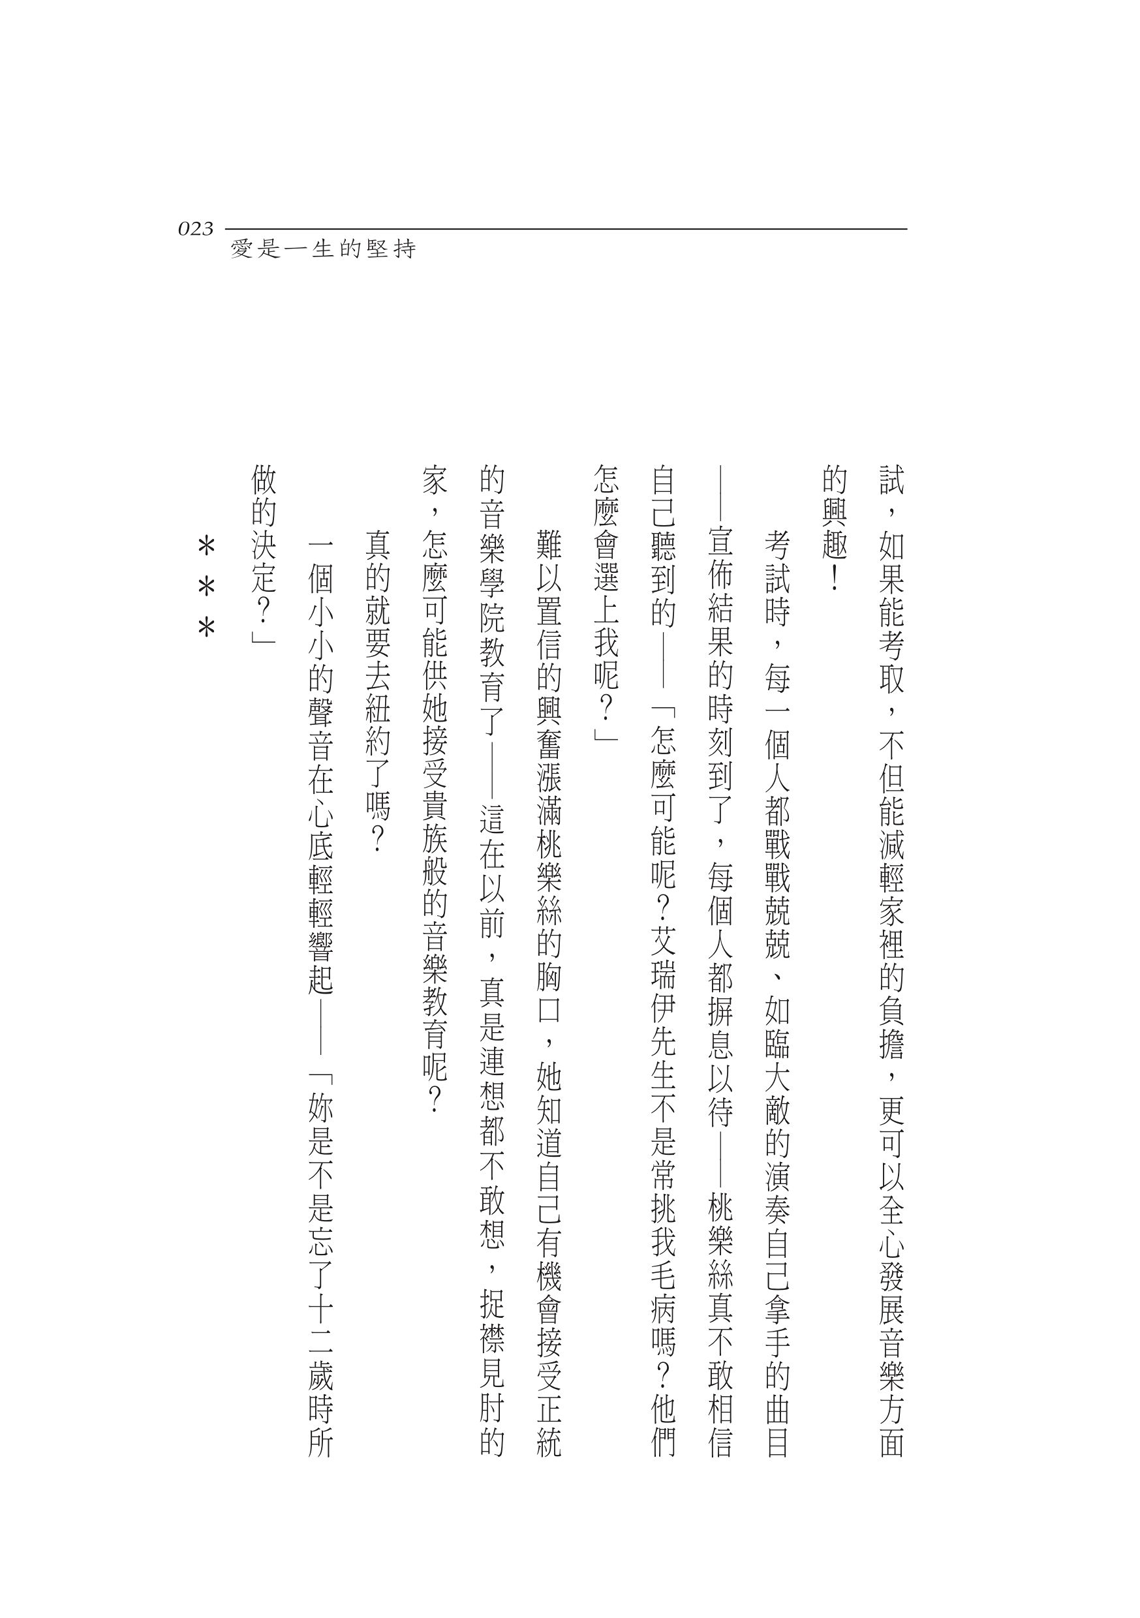 023
愛是一生的堅持
試，如果能考取，不但能減輕家裡的負擔，更可以全心發展音樂方面
的興趣！
考試時，每一個人都戰戰兢兢、如臨大敵的演奏自己拿手的曲目
——宣佈結果的時刻到了，每個人都摒息以待——桃樂絲真不敢相信
自己聽到的——「怎麼可能呢？艾瑞伊先生不是常挑我毛病嗎？他們
怎麼會選上我呢？」
難以置信的興奮漲滿桃樂絲的胸口，她知道自己有機會接受正統
的音樂學院教育了——這在以前，真是連想都不敢想，捉襟見肘的
家，怎麼可能供她接受貴族般的音樂教育呢？
真的就要去紐約了嗎？
一個小小的聲音在心底輕輕響起——「妳是不是忘了十二歲時所
做的決定？」
＊＊＊